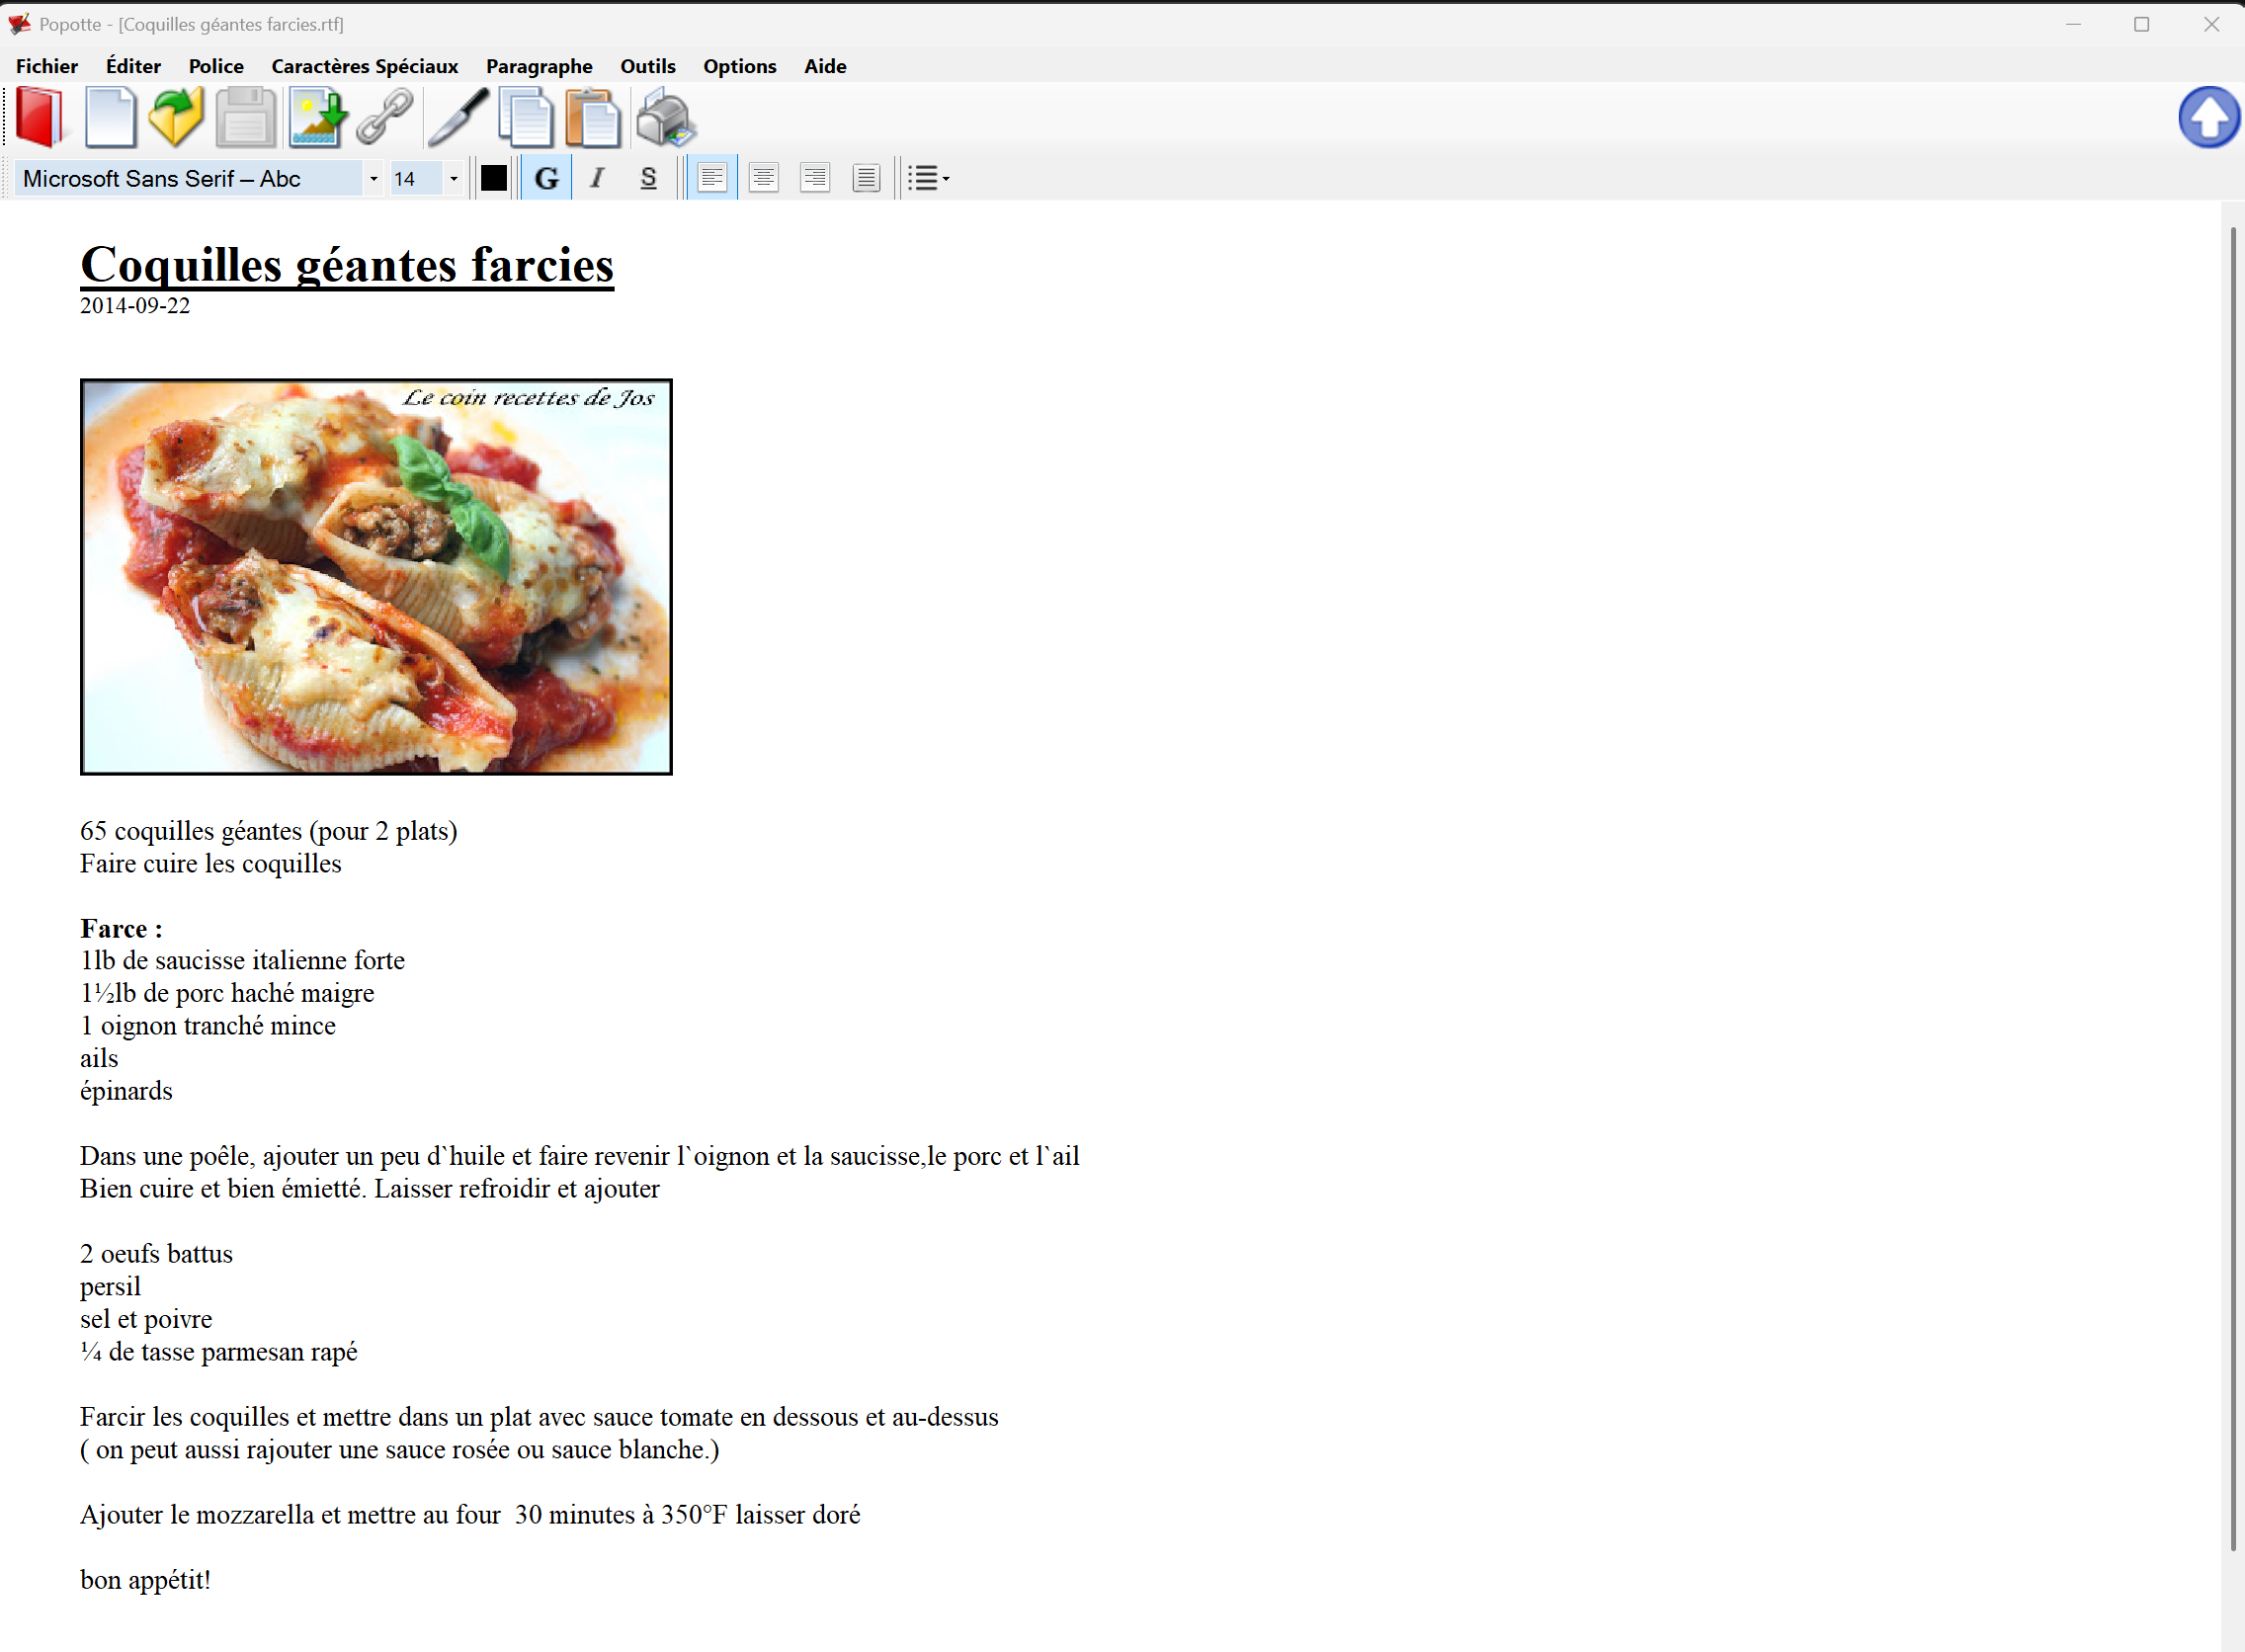 Popotte - [Coquilles géantes farcies.rtf]
Fichier Éditer Police Caractères Spéciaux Paragraphe Outils Options Aide
Microsoft Sans Serif – Abc 14 G I S
Coquilles géantes farcies
2014-09-22
Le coin recettes de Jos
65 coquilles géantes (pour 2 plats)
Faire cuire les coquilles
Farce :
1lb de saucisse italienne forte
1½lb de porc haché maigre
1 oignon tranché mince
ails
épinards
Dans une poêle, ajouter un peu d`huile et faire revenir l`oignon et la saucisse,le porc et l`ail
Bien cuire et bien émietté. Laisser refroidir et ajouter
2 oeufs battus
persil
sel et poivre
¼ de tasse parmesan rapé
Farcir les coquilles et mettre dans un plat avec sauce tomate en dessous et au-dessus
( on peut aussi rajouter une sauce rosée ou sauce blanche.)
Ajouter le mozzarella et mettre au four  30 minutes à 350°F laisser doré
bon appétit!